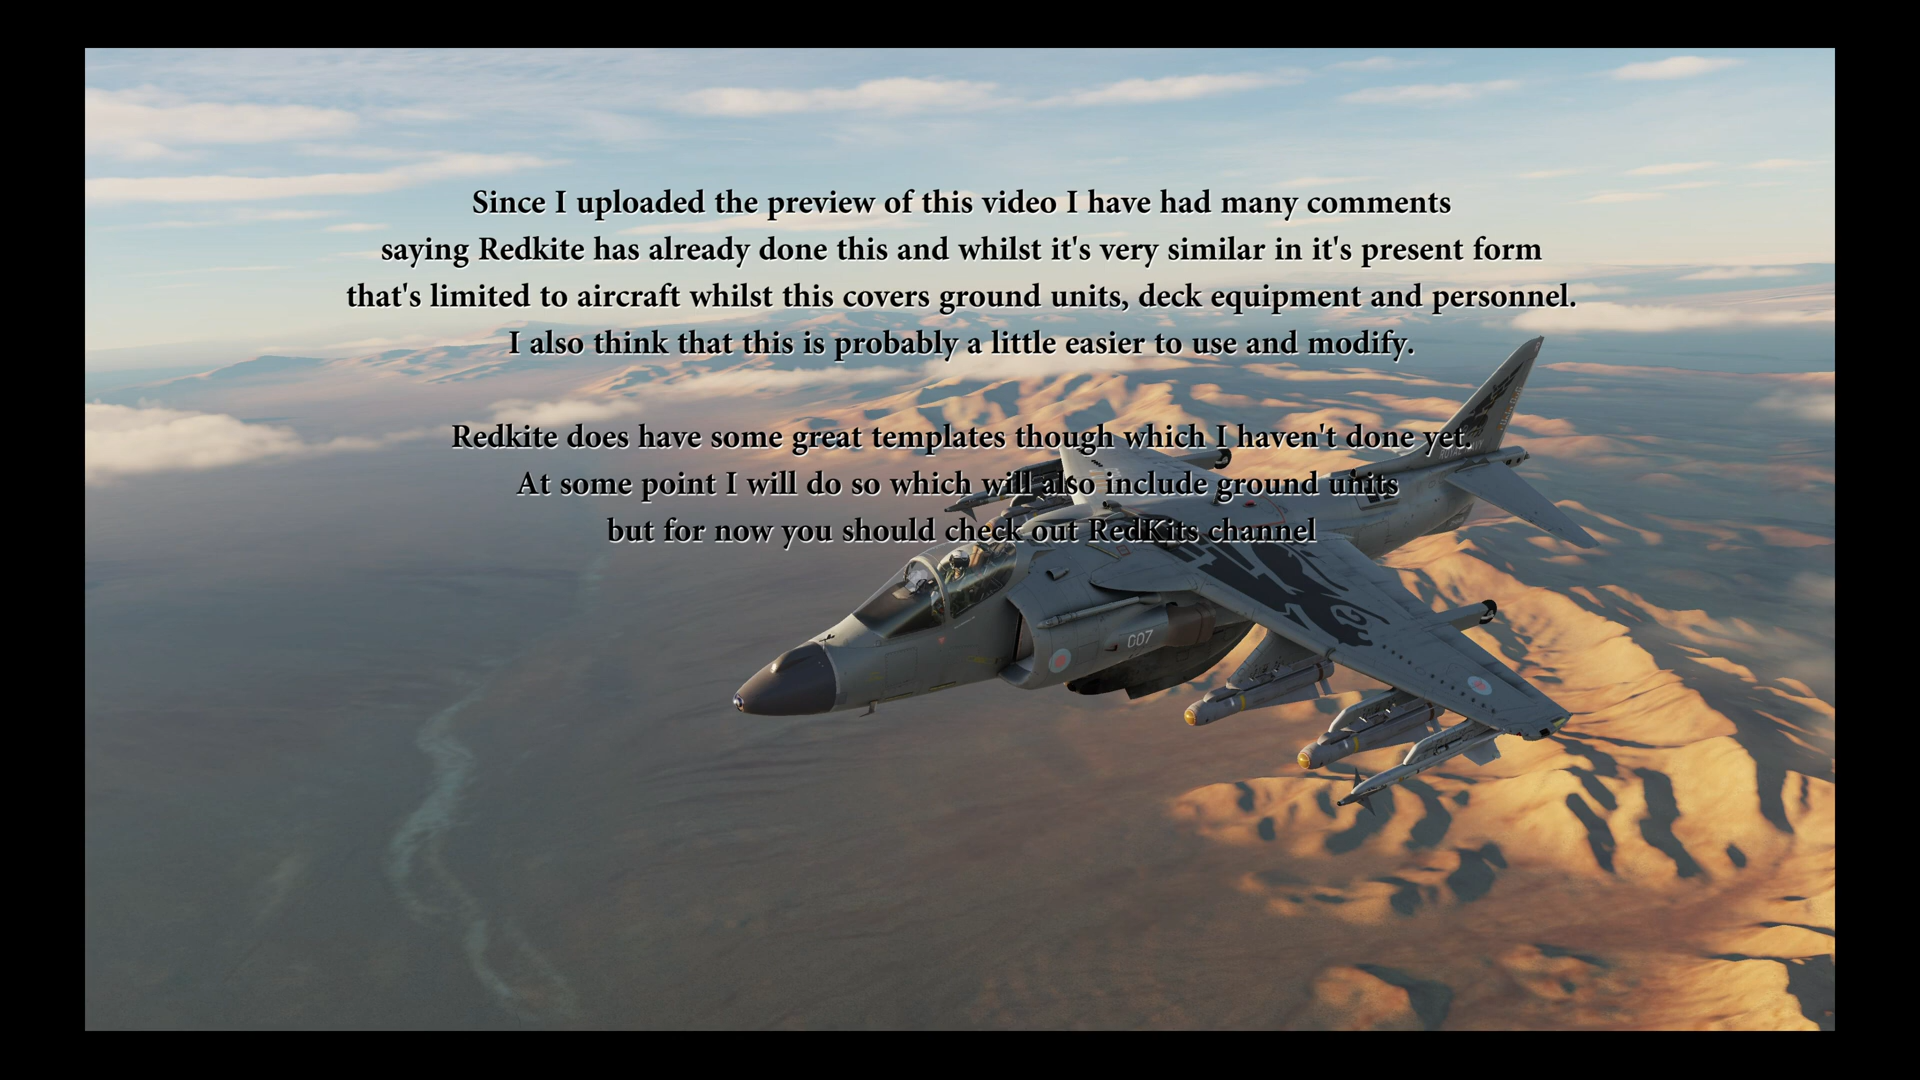 Since I uploaded the preview of this video I have had many comments
saying Redkite has already done this and whilst it's very similar in it's present form
that's limited to aircraft whilst this covers ground units, deck equipment and personnel.
I also think that this is probably a little easier to use and modify.
Redkite does have some great templates though which I haven't done yet.
At some point I will do so which will also include ground units
but for now you should check out RedKits channel
007